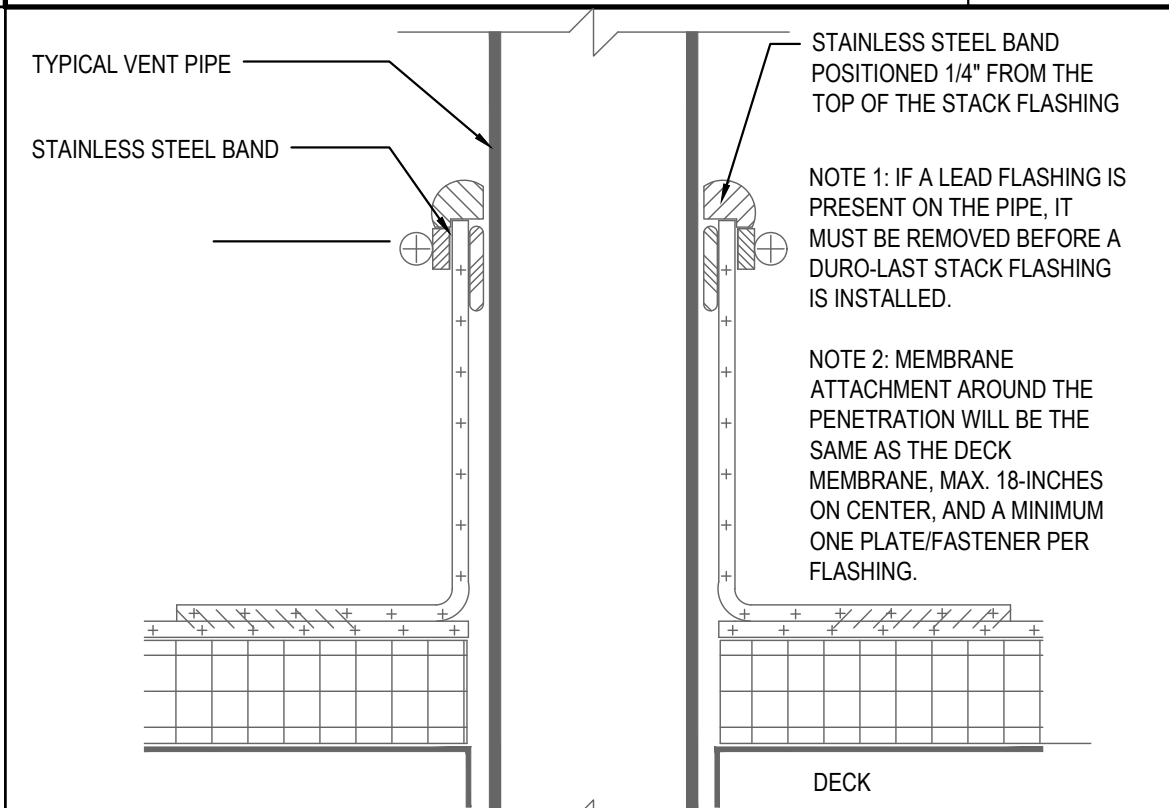 TYPICAL VENT PIPE
STAINLESS STEEL BAND
STAINLESS STEEL BAND
POSITIONED 1/4" FROM THE
TOP OF THE STACK FLASHING
NOTE 1: IF A LEAD FLASHING IS
PRESENT ON THE PIPE, IT
MUST BE REMOVED BEFORE A
DURO-LAST STACK FLASHING
IS INSTALLED.
NOTE 2: MEMBRANE
ATTACHMENT AROUND THE
PENETRATION WILL BE THE
SAME AS THE DECK
MEMBRANE, MAX. 18-INCHES
ON CENTER, AND A MINIMUM
ONE PLATE/FASTENER PER
FLASHING.
DECK